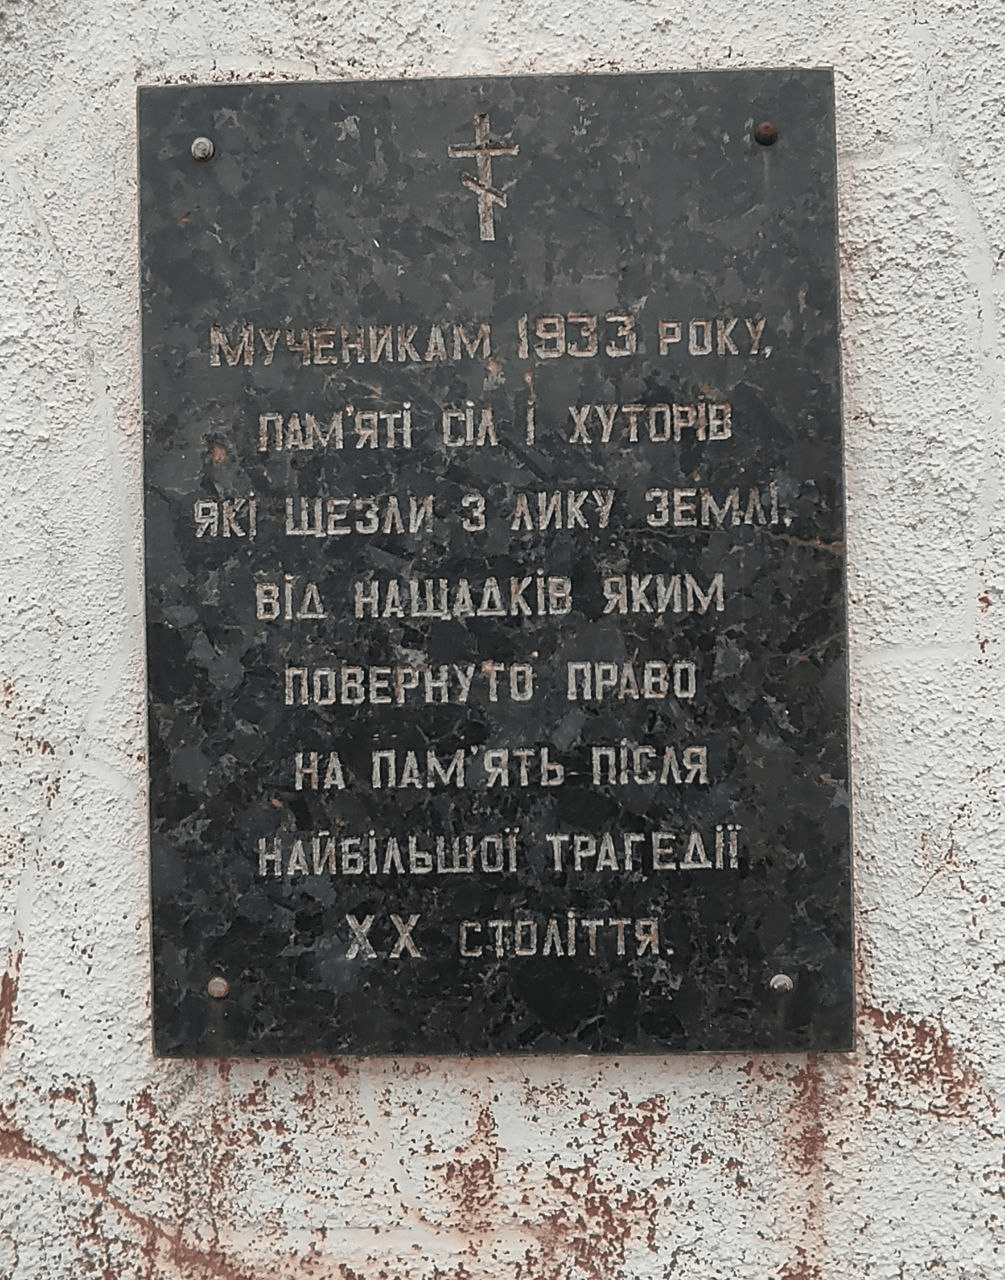 МУЧЕНИКАМ 1933 РОКУ,
ПАМ'ЯТІ СІЛ І ХУТОРІВ
ЯКІ ЩЕЗЛИ З ЛИКУ ЗЕМЛІ.
ВІД НАЩАДКІВ ЯКИМ
ПОВЕРНУТО ПРАВО
НА ПАМ'ЯТЬ ПІСЛЯ
НАЙБІЛЬШОЇ ТРАГЕДІЇ
ХХ СТОЛІТТЯ.